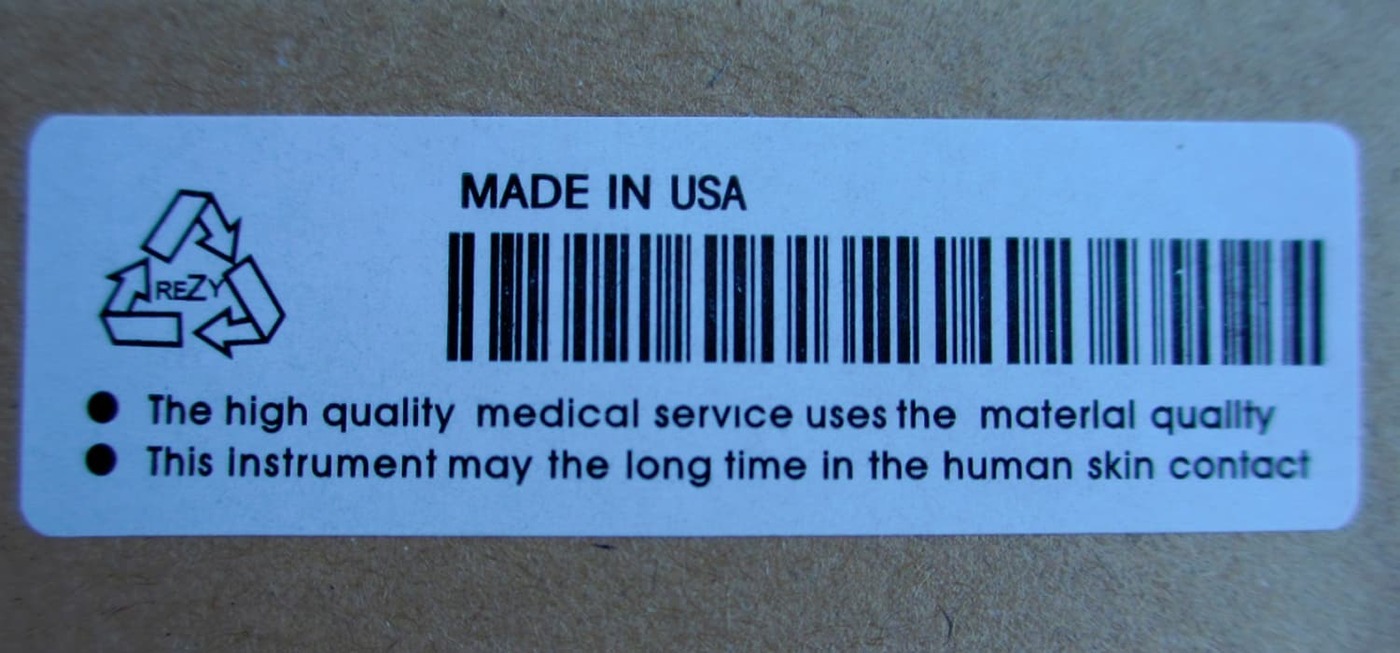 MADE IN USA
REZY
● The high quality medical service uses the material quality
● This instrument may the long time in the human skin contact